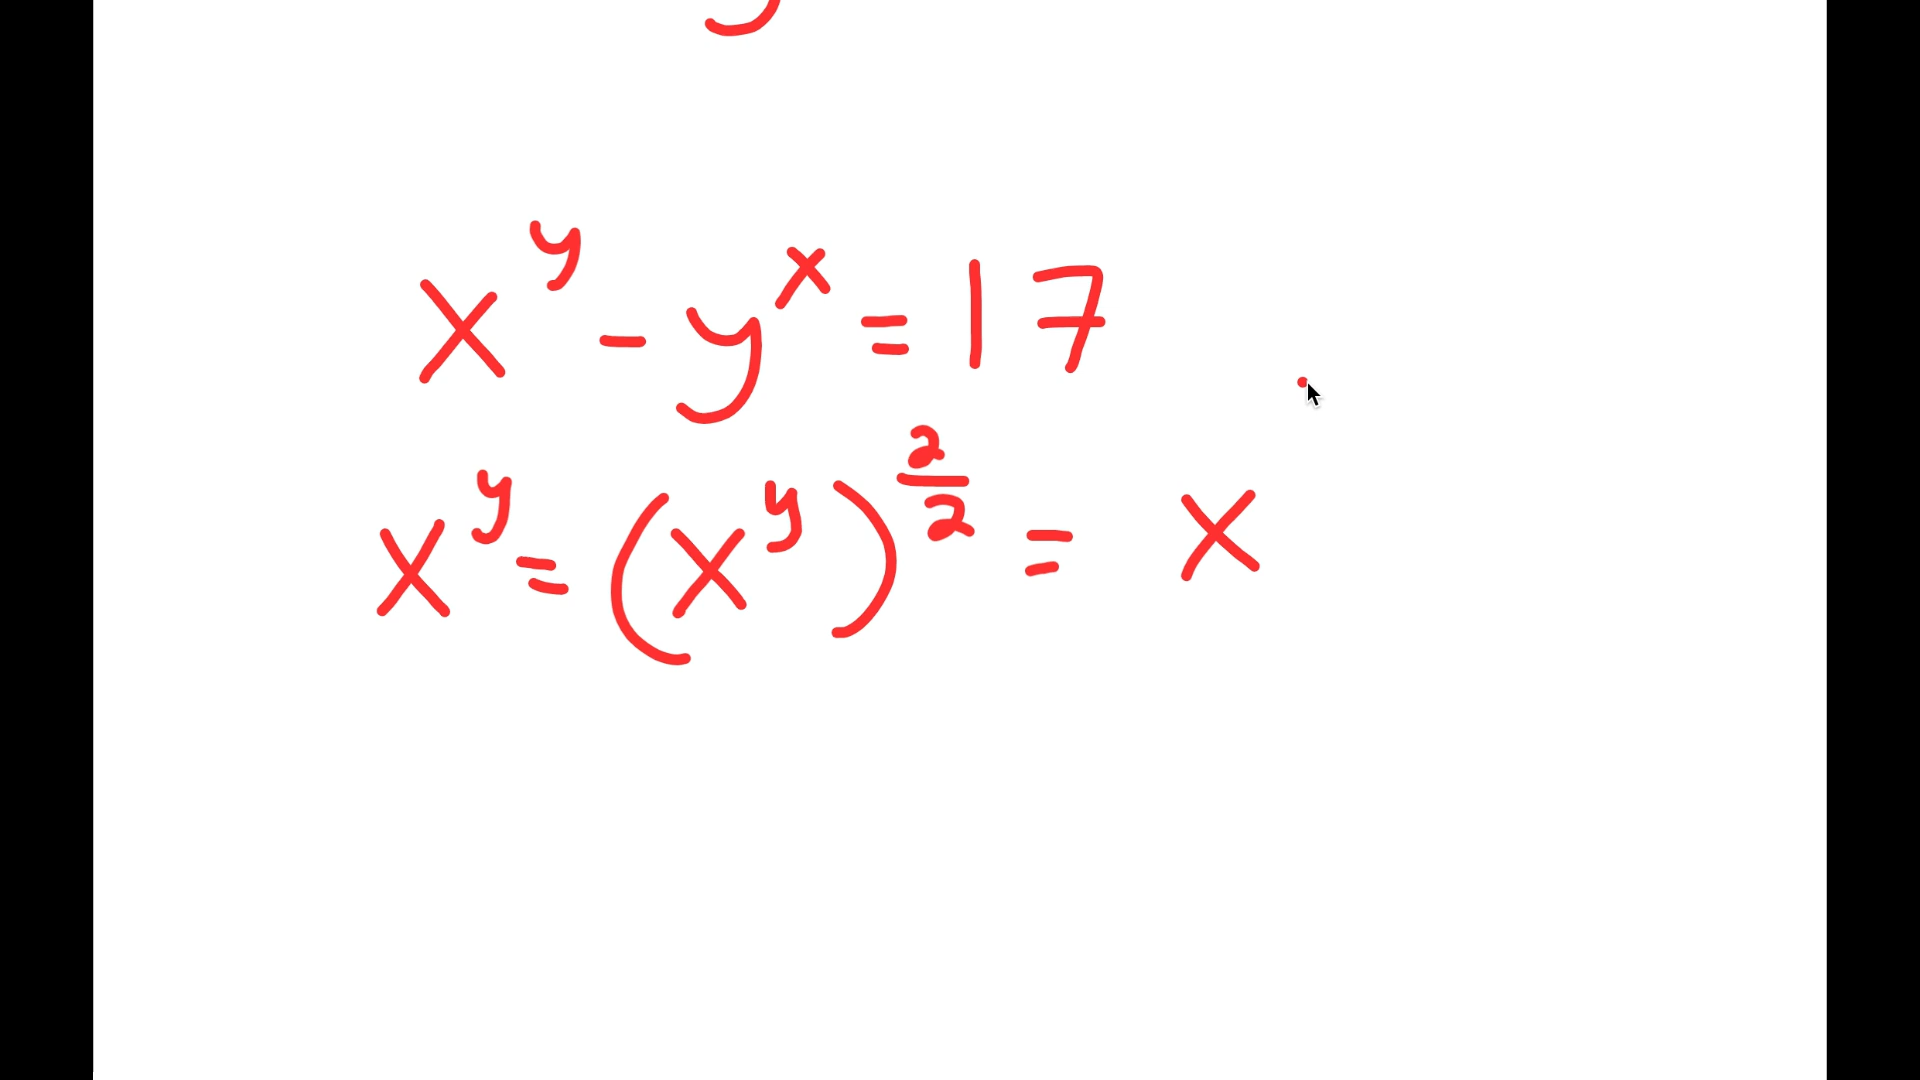 x^y - y^x = 17
x^y = (x^y)^(2/2) = x